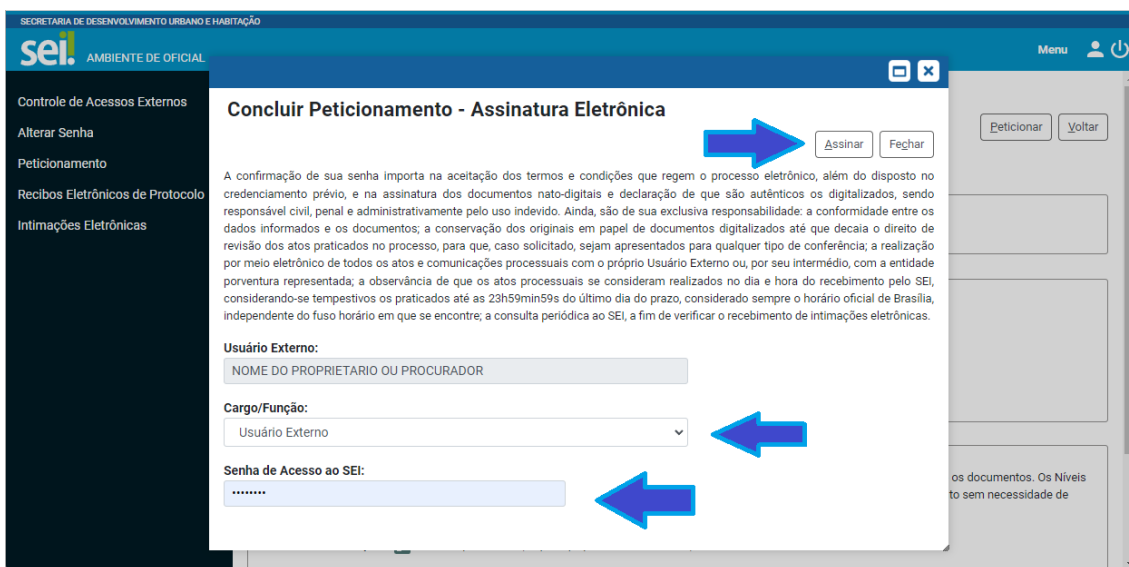 SECRETARIA DE DESENVOLVIMENTO URBANO E HABITAÇÃO
sei! AMBIENTE DE OFICIAL
Menu
Controle de Acessos Externos
Alterar Senha
Peticionamento
Recibos Eletrônicos de Protocolo
Intimações Eletrônicas
Peticionar Voltar
Concluir Peticionamento - Assinatura Eletrônica
Assinar Fechar
A confirmação de sua senha importa na aceitação dos termos e condições que regem o processo eletrônico, além do disposto no
credenciamento prévio, e na assinatura dos documentos nato-digitais e declaração de que são autênticos os digitalizados, sendo
responsável civil, penal e administrativamente pelo uso indevido. Ainda, são de sua exclusiva responsabilidade: a conformidade entre os
dados informados e os documentos; a conservação dos originais em papel de documentos digitalizados até que decaia o direito de
revisão dos atos praticados no processo, para que, caso solicitado, sejam apresentados para qualquer tipo de conferência; a realização
por meio eletrônico de todos os atos e comunicações processuais com o próprio Usuário Externo ou, por seu intermédio, com a entidade
porventura representada; a observância de que os atos processuais se consideram realizados no dia e hora do recebimento pelo SEI,
considerando-se tempestivos os praticados até as 23h59min59s do último dia do prazo, considerado sempre o horário oficial de Brasília,
independente do fuso horário em que se encontre; a consulta periódica ao SEI, a fim de verificar o recebimento de intimações eletrônicas.
Usuário Externo:
NOME DO PROPRIETARIO OU PROCURADOR
Cargo/Função:
Usuário Externo
Senha de Acesso ao SEI:
••••••••
os documentos. Os Níveis
to sem necessidade de